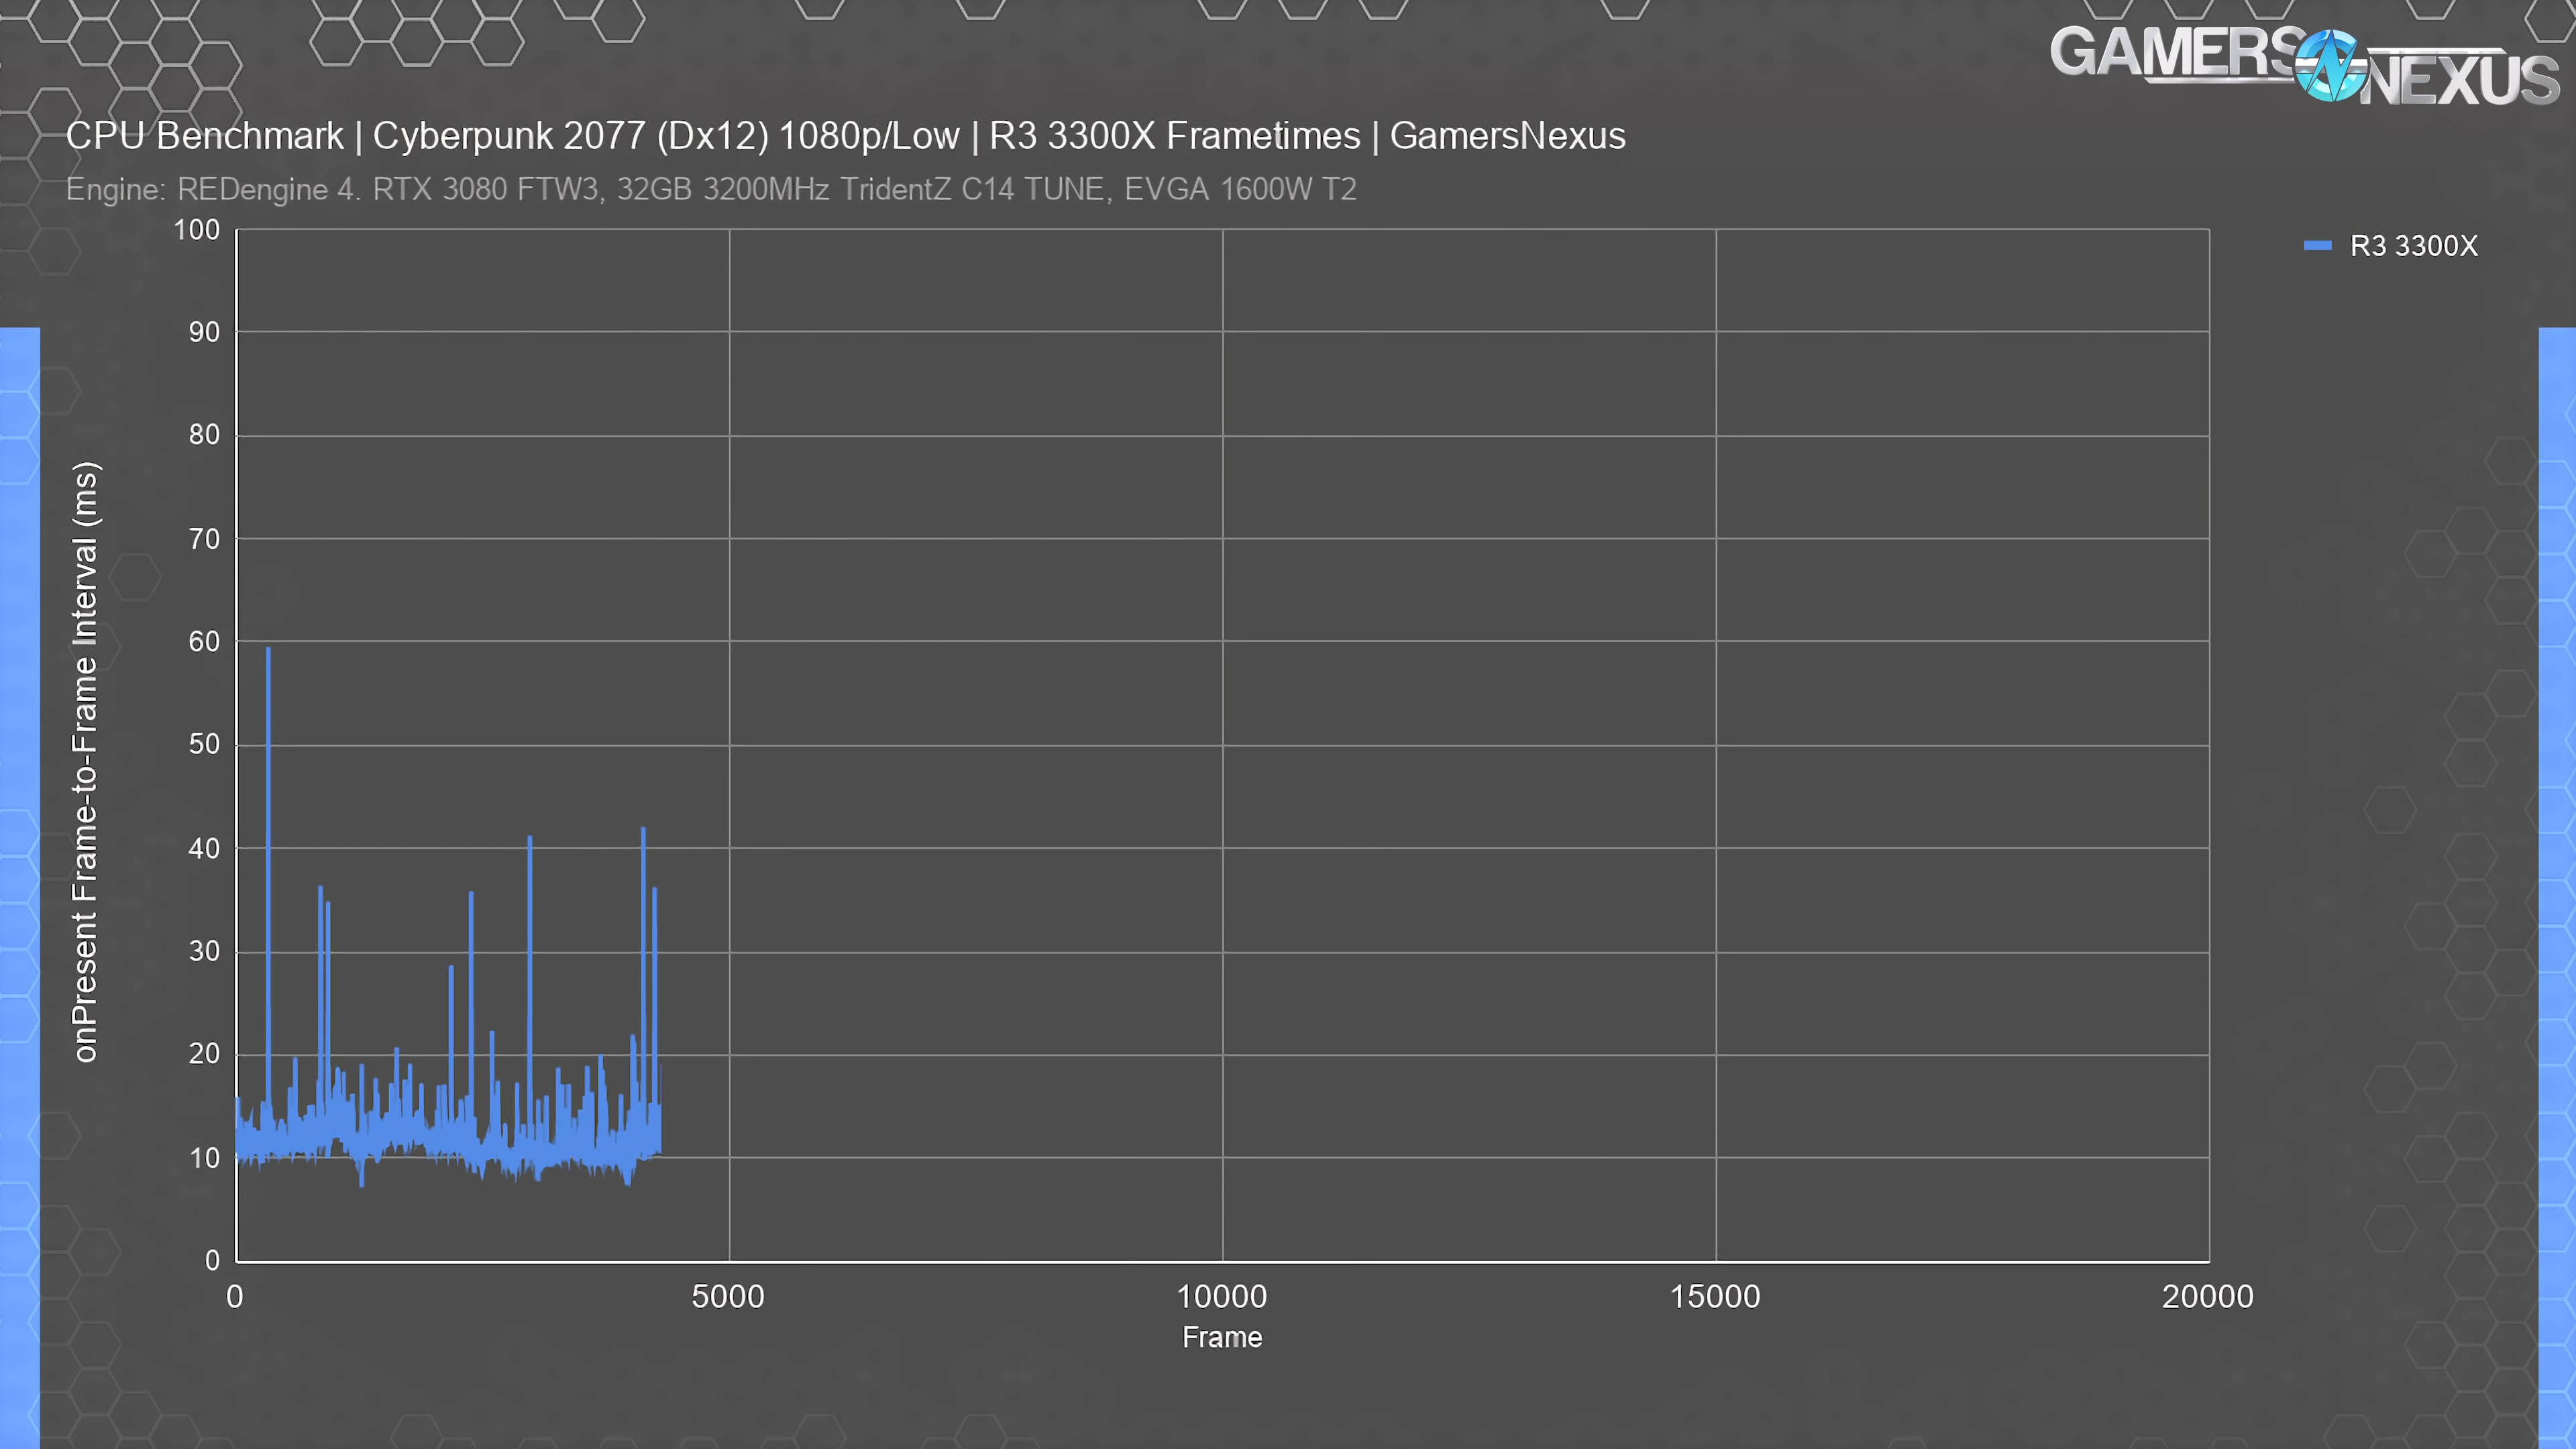 GAMERS NEXUS
CPU Benchmark | Cyberpunk 2077 (Dx12) 1080p/Low | R3 3300X Frametimes | GamersNexus
Engine: REDengine 4. RTX 3080 FTW3, 32GB 3200MHz TridentZ C14 TUNE, EVGA 1600W T2
R3 3300X
onPresent Frame-to-Frame Interval (ms)
100
90
80
70
60
50
40
30
20
10
0
0 5000 10000 15000 20000
Frame